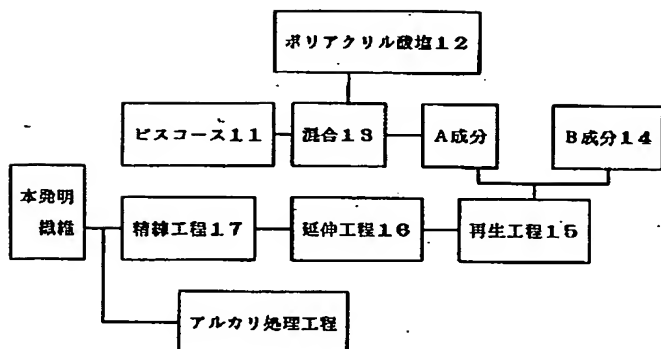 ポリアクリル酸塩12
ビスコース11
混合13
A成分
B成分14
本発明
繊維
精練工程17
延伸工程16
再生工程15
アルカリ処理工程